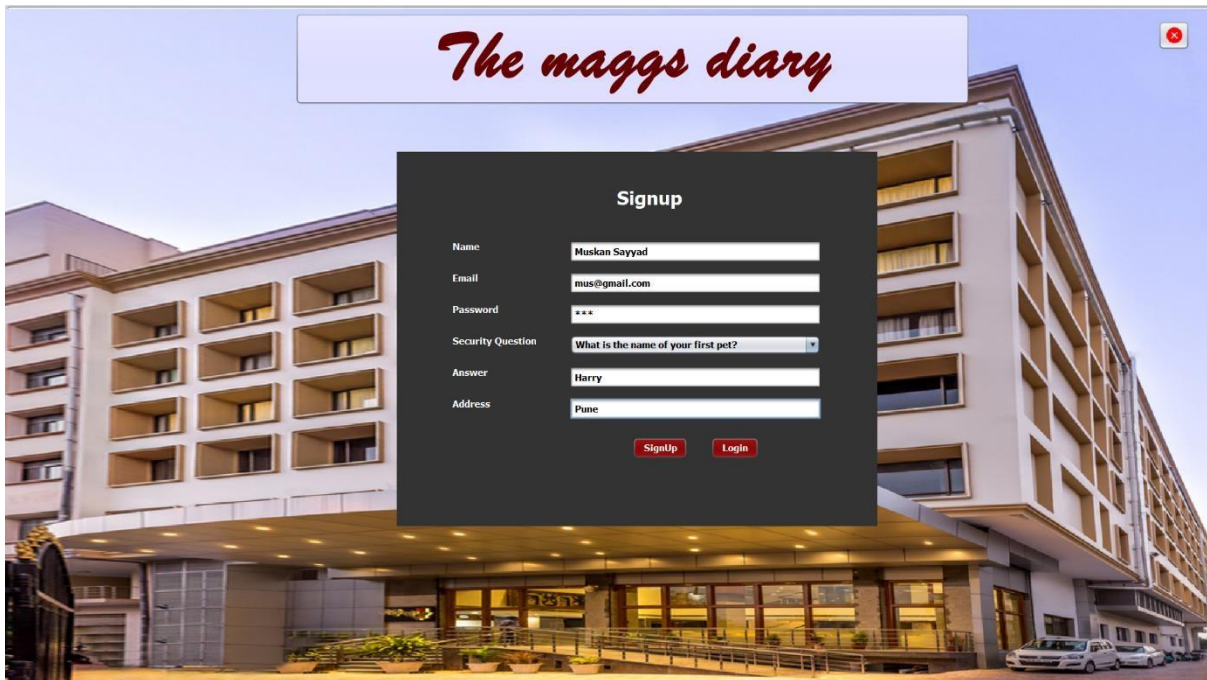 The maggs diary
Signup
Name Muskan Sayyad
Email mus@gmail.com
Password ***
Security Question What is the name of your first pet?
Answer Harry
Address Pune
SignUp Login